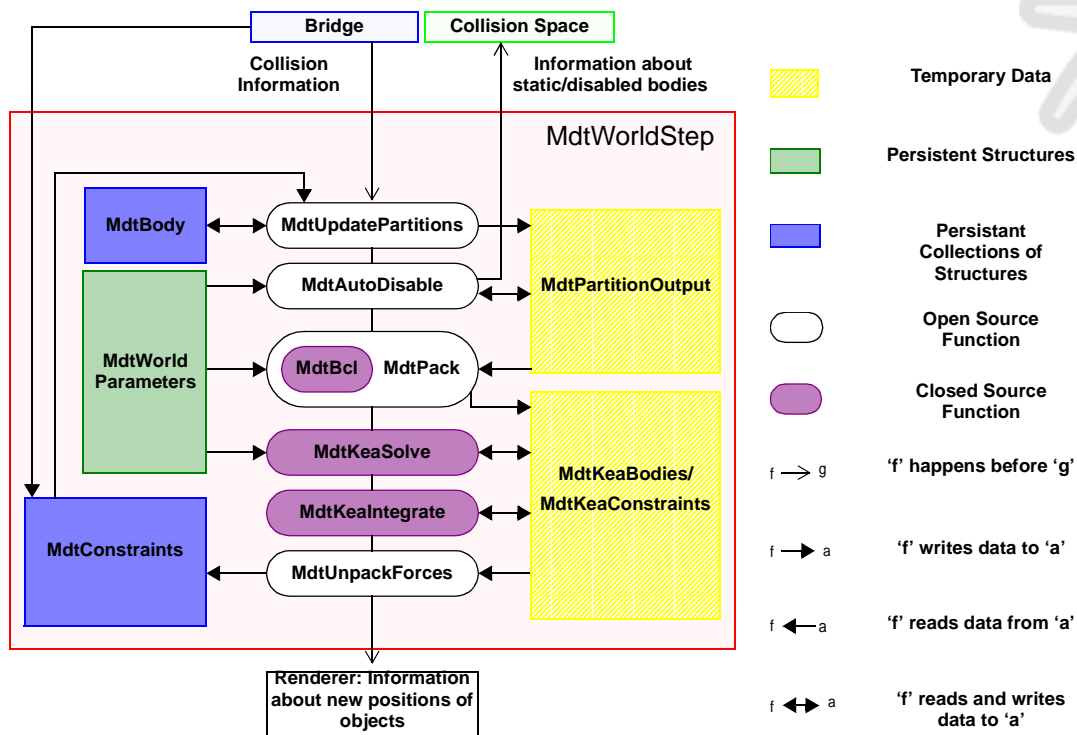 Bridge
Collision Space
Collision
Information
Information about
static/disabled bodies
MdtWorldStep
MdtBody
MdtUpdatePartitions
MdtAutoDisable
MdtPartitionOutput
MdtWorld
Parameters
MdtBcl
MdtPack
MdtKeaSolve
MdtKeaBodies/
MdtKeaConstraints
MdtKeaIntegrate
MdtConstraints
MdtUnpackForces
Renderer: Information
about new positions of
objects
Temporary Data
Persistent Structures
Persistant
Collections of
Structures
Open Source
Function
Closed Source
Function
f g
‘f’ happens before ‘g’
f a
‘f’ writes data to ‘a’
f a
‘f’ reads data from ‘a’
f a
‘f’ reads and writes
data to ‘a’